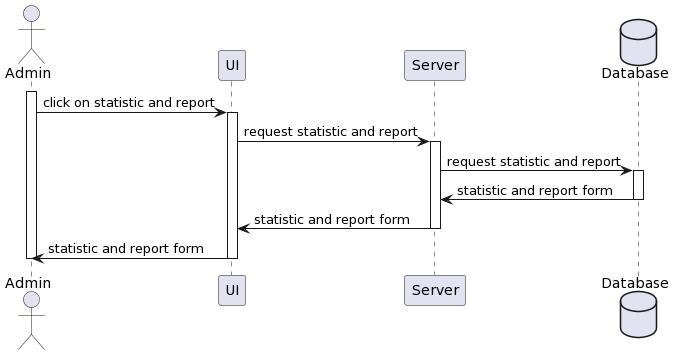 Admin
UI
Server
Database
click on statistic and report
request statistic and report
request statistic and report
statistic and report form
statistic and report form
statistic and report form
Admin
UI
Server
Database